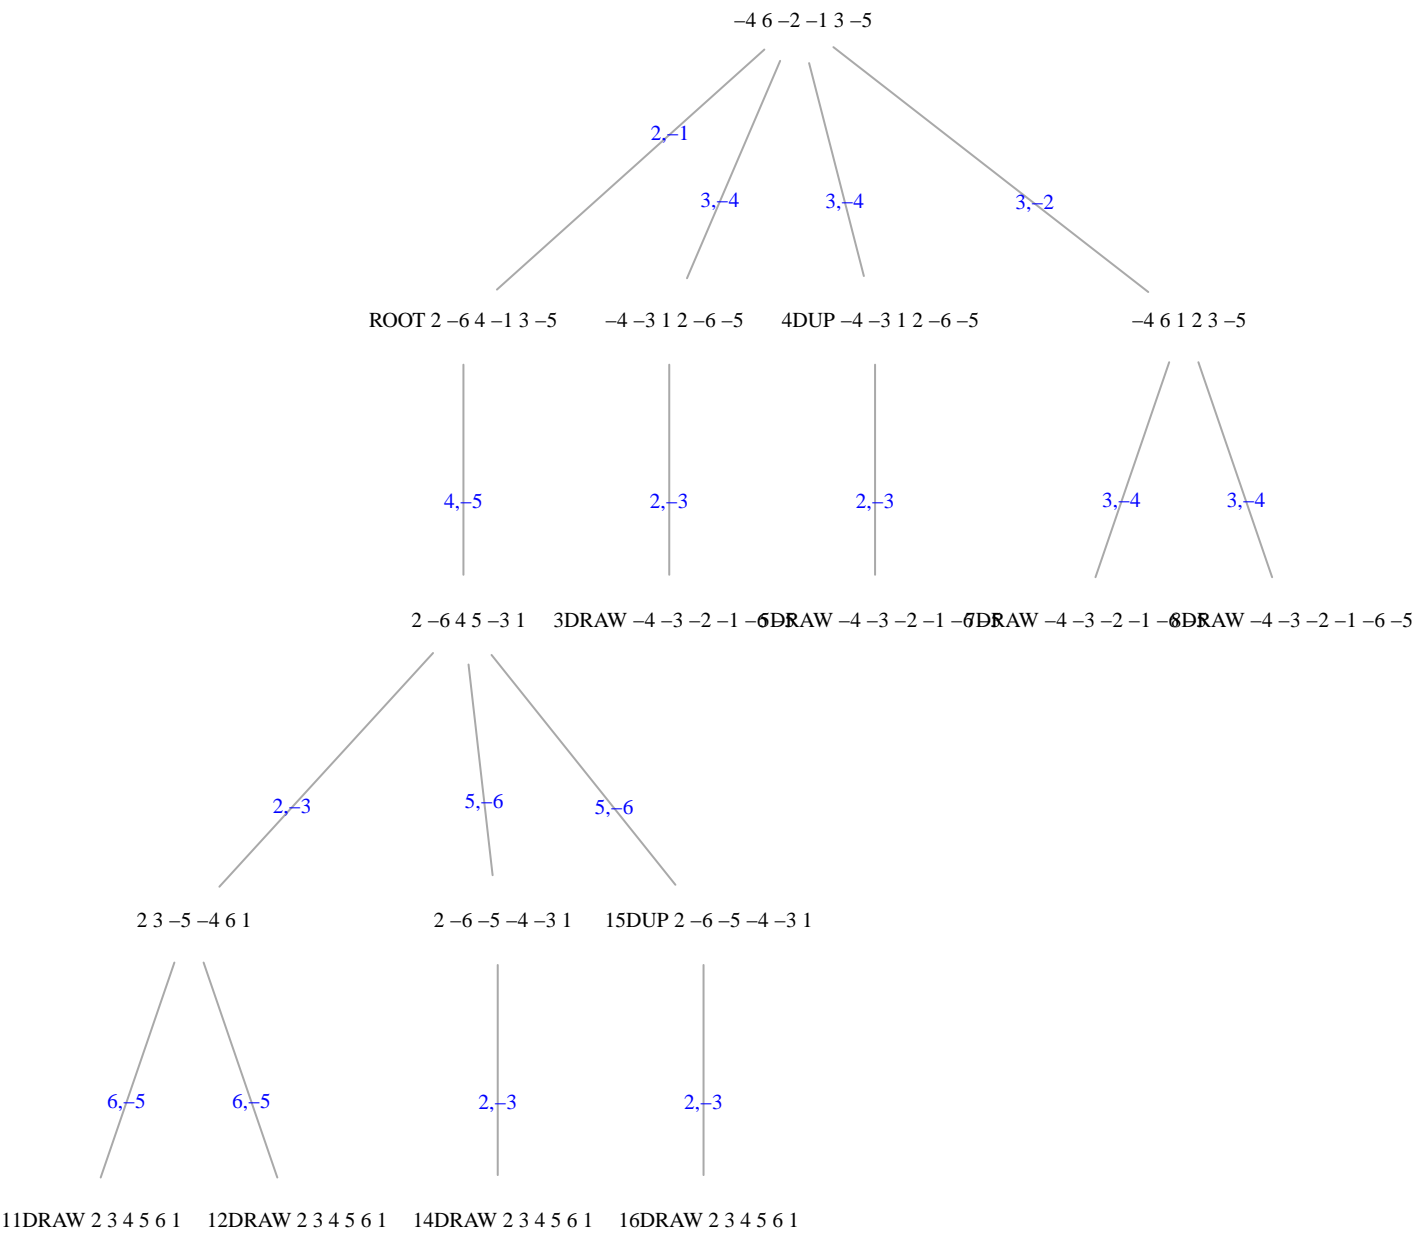 –4 6 –2 –1 3 –5
2,–1
3,–4 3,–4 3,–2
ROOT 2 –6 4 –1 3 –5 –4 –3 1 2 –6 –5 4DUP –4 –3 1 2 –6 –5 –4 6 1 2 3 –5
4,–5 2,–3 2,–3 3,–4 3,–4
2 –6 4 5 –3 1 3DRAW –4 –3 –2 –1 –6 –5 5DRAW –4 –3 –2 –1 –6 –5 7DRAW –4 –3 –2 –1 –6 –5 8DRAW –4 –3 –2 –1 –6 –5
2,–3 5,–6 5,–6
2 3 –5 –4 6 1 2 –6 –5 –4 –3 1 15DUP 2 –6 –5 –4 –3 1
6,–5 6,–5 2,–3 2,–3
11DRAW 2 3 4 5 6 1 12DRAW 2 3 4 5 6 1 14DRAW 2 3 4 5 6 1 16DRAW 2 3 4 5 6 1